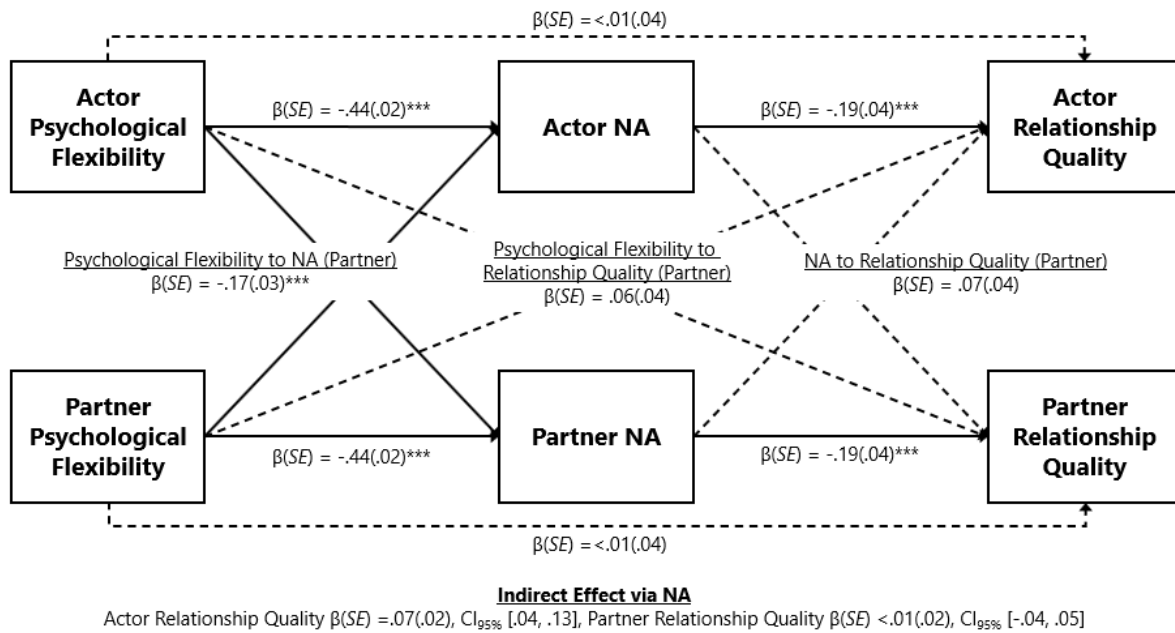 β(SE) =<.01(.04)
Actor
Psychological
Flexibility
β(SE) = -.44(.02)***
Actor NA
β(SE) = -.19(.04)***
Actor
Relationship
Quality
Psychological Flexibility to NA (Partner)
β(SE) = -.17(.03)***
Psychological Flexibility to
Relationship Quality (Partner)
β(SE) = .06(.04)
NA to Relationship Quality (Partner)
β(SE) = .07(.04)
Partner
Psychological
Flexibility
β(SE) = -.44(.02)***
Partner NA
β(SE) = -.19(.04)***
Partner
Relationship
Quality
β(SE) =<.01(.04)
Indirect Effect via NA
Actor Relationship Quality β(SE) =.07(.02), CI95% [.04, .13], Partner Relationship Quality β(SE) <.01(.02), CI95% [-.04, .05]